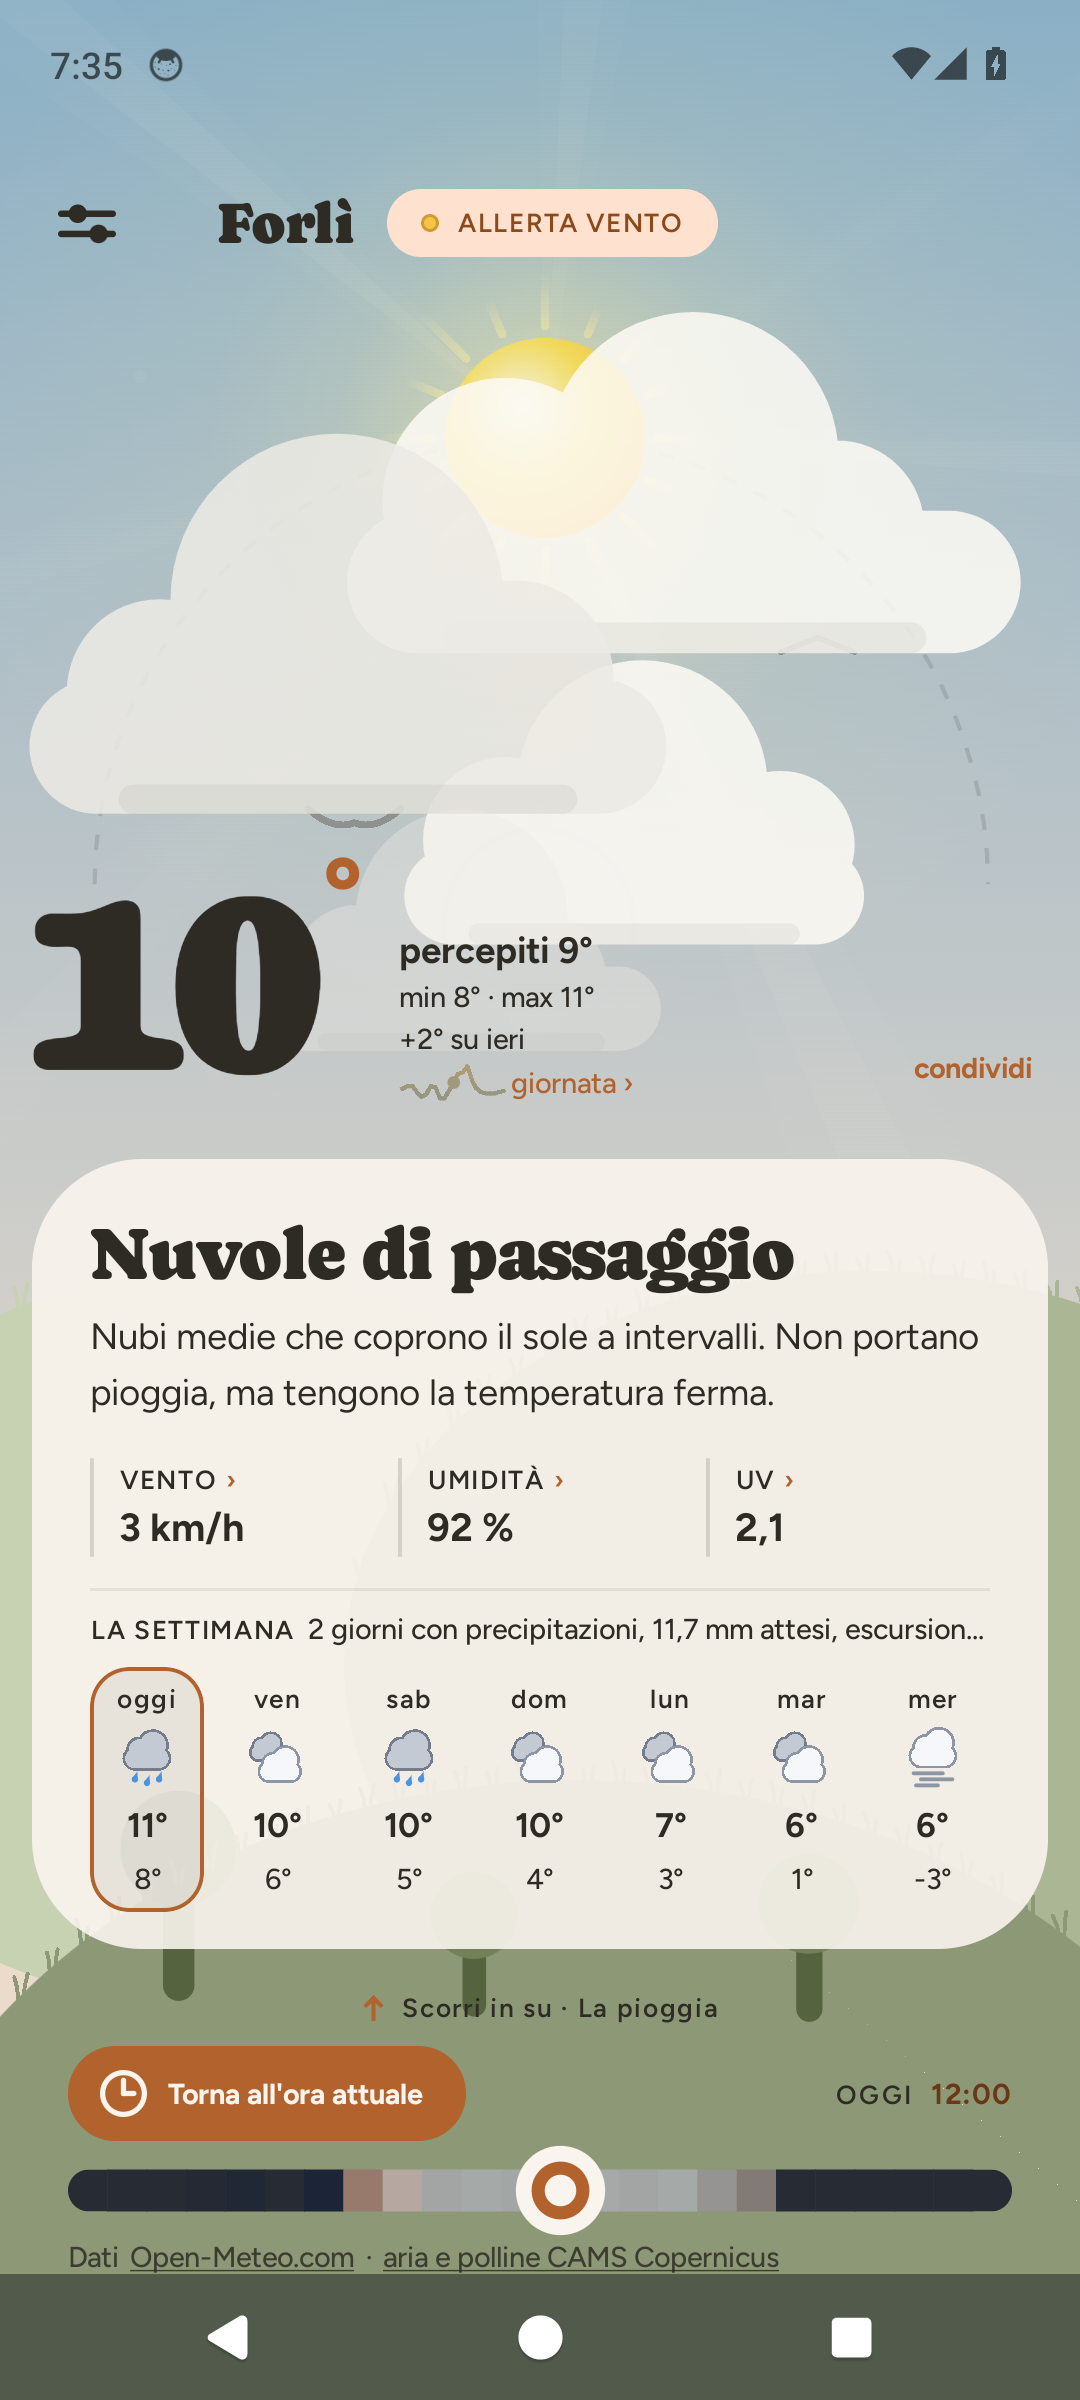 7:35
Forlì
ALLERTA VENTO
10°
percepiti 9°
min 8° · max 11°
+2° su ieri
giornata ›
condividi
Nuvole di passaggio
Nubi medie che coprono il sole a intervalli. Non portano
pioggia, ma tengono la temperatura ferma.
VENTO › UMIDITÀ › UV ›
3 km/h 92 % 2,1
LA SETTIMANA 2 giorni con precipitazioni, 11,7 mm attesi, escursion...
oggi ven sab dom lun mar mer
11° 10° 10° 10° 7° 6° 6°
8° 6° 5° 4° 3° 1° -3°
↑ Scorri in su · La pioggia
Torna all'ora attuale
OGGI 12:00
Dati Open-Meteo.com · aria e polline CAMS Copernicus